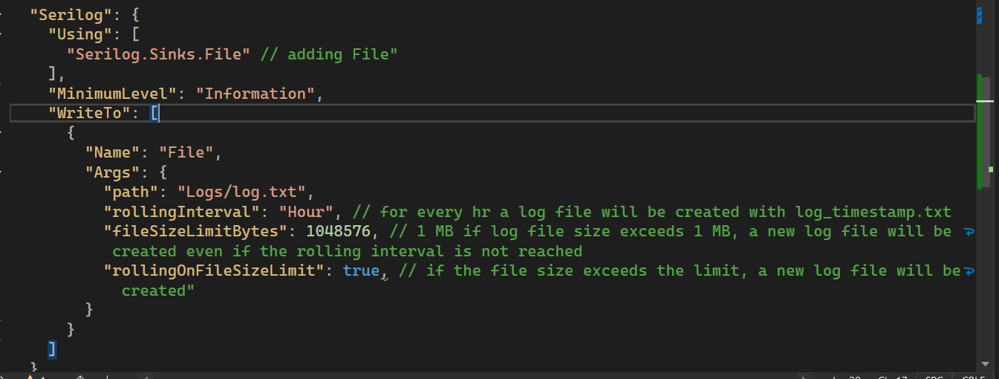 "Serilog": {
"Using": [
"Serilog.Sinks.File" // adding File"
],
"MinimumLevel": "Information",
"WriteTo": [
{
"Name": "File",
"Args": {
"path": "Logs/log.txt",
"rollingInterval": "Hour", // for every hr a log file will be created with log_timestamp.txt
"fileSizeLimitBytes": 1048576, // 1 MB if log file size exceeds 1 MB, a new log file will be
created even if the rolling interval is not reached
"rollingOnFileSizeLimit": true, // if the file size exceeds the limit, a new log file will be
created"
}
}
]
}